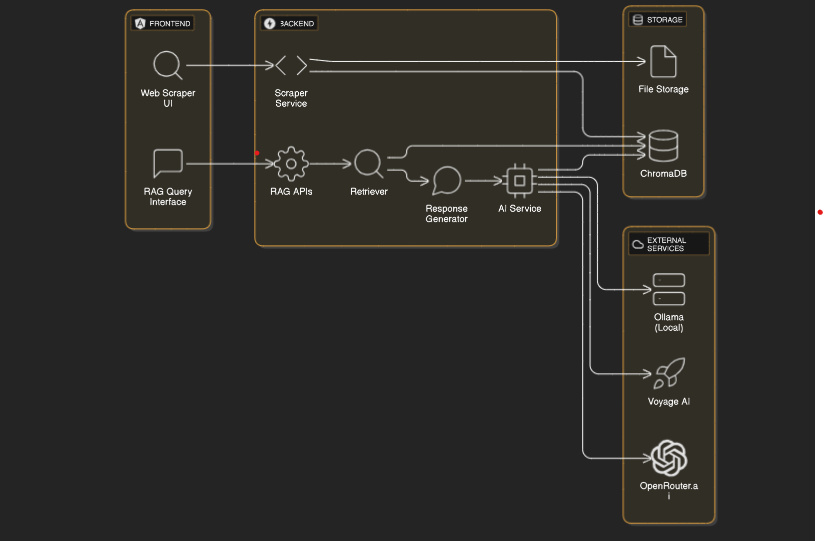 FRONTEND
Web Scraper
UI
RAG Query
Interface
BACKEND
Scraper
Service
RAG APIs
Retriever
Response
Generator
AI Service
STORAGE
File Storage
ChromaDB
EXTERNAL
SERVICES
Ollama
(Local)
Voyage AI
OpenRouter.a
i